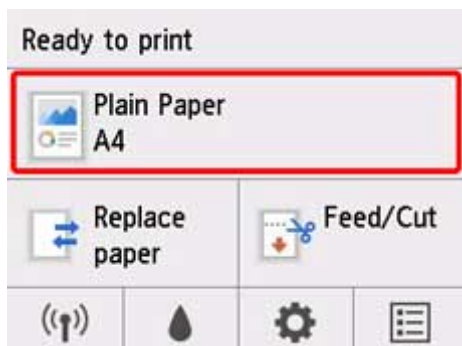 Ready to print
Plain Paper
A4
Replace
paper
Feed/Cut